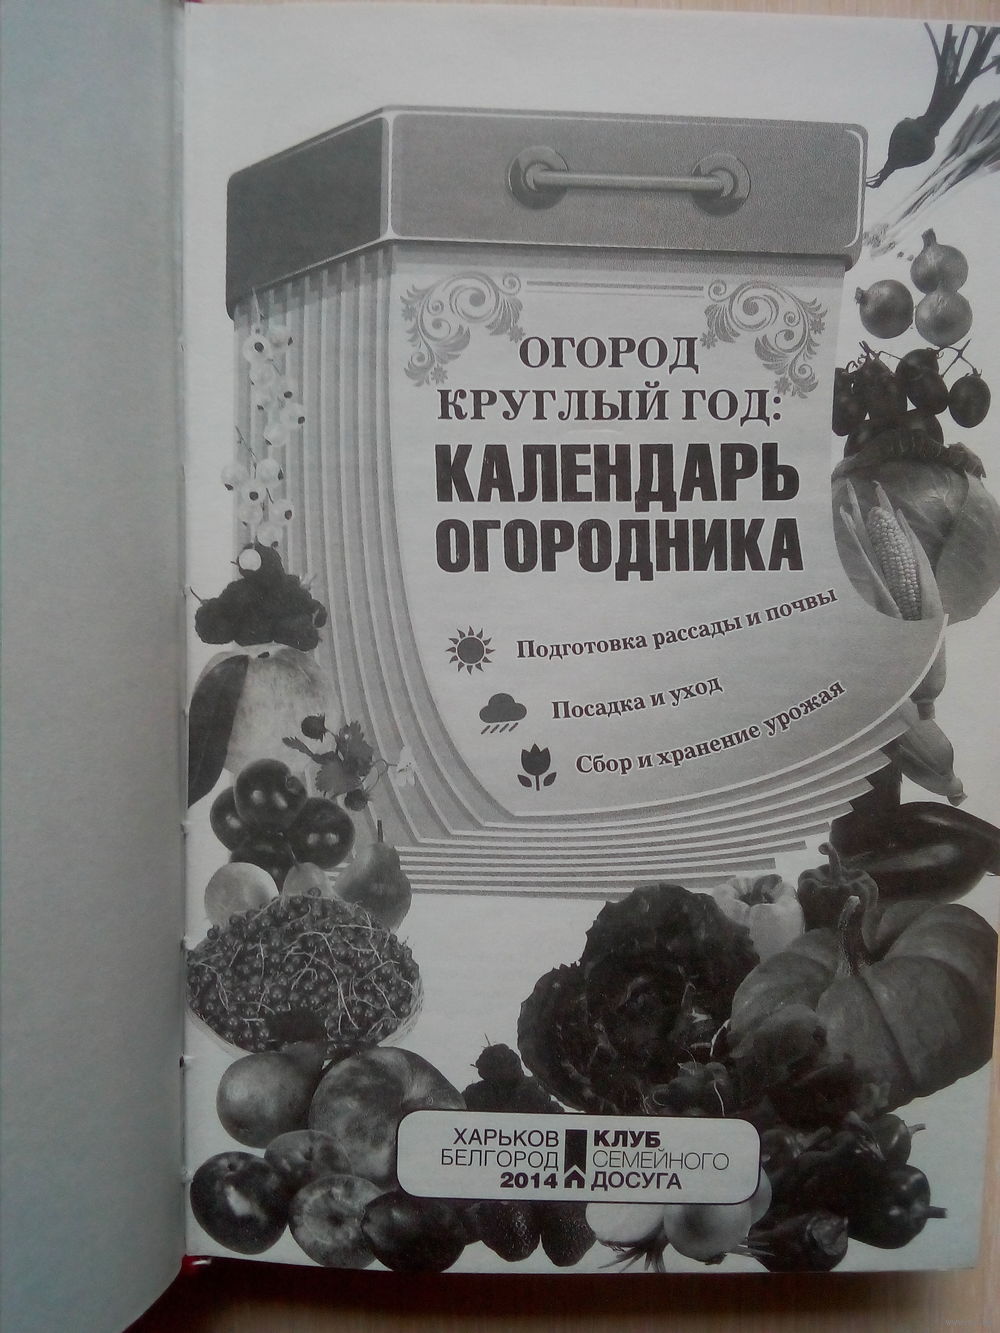 ОГОРОД
КРУГЛЫЙ ГОД:
КАЛЕНДАРЬ
ОГОРОДНИКА
Подготовка рассады и почвы
Посадка и уход
Сбор и хранение урожая
ХАРЬКОВ
БЕЛГОРОД
2014
КЛУБ
СЕМЕЙНОГО
ДОСУГА